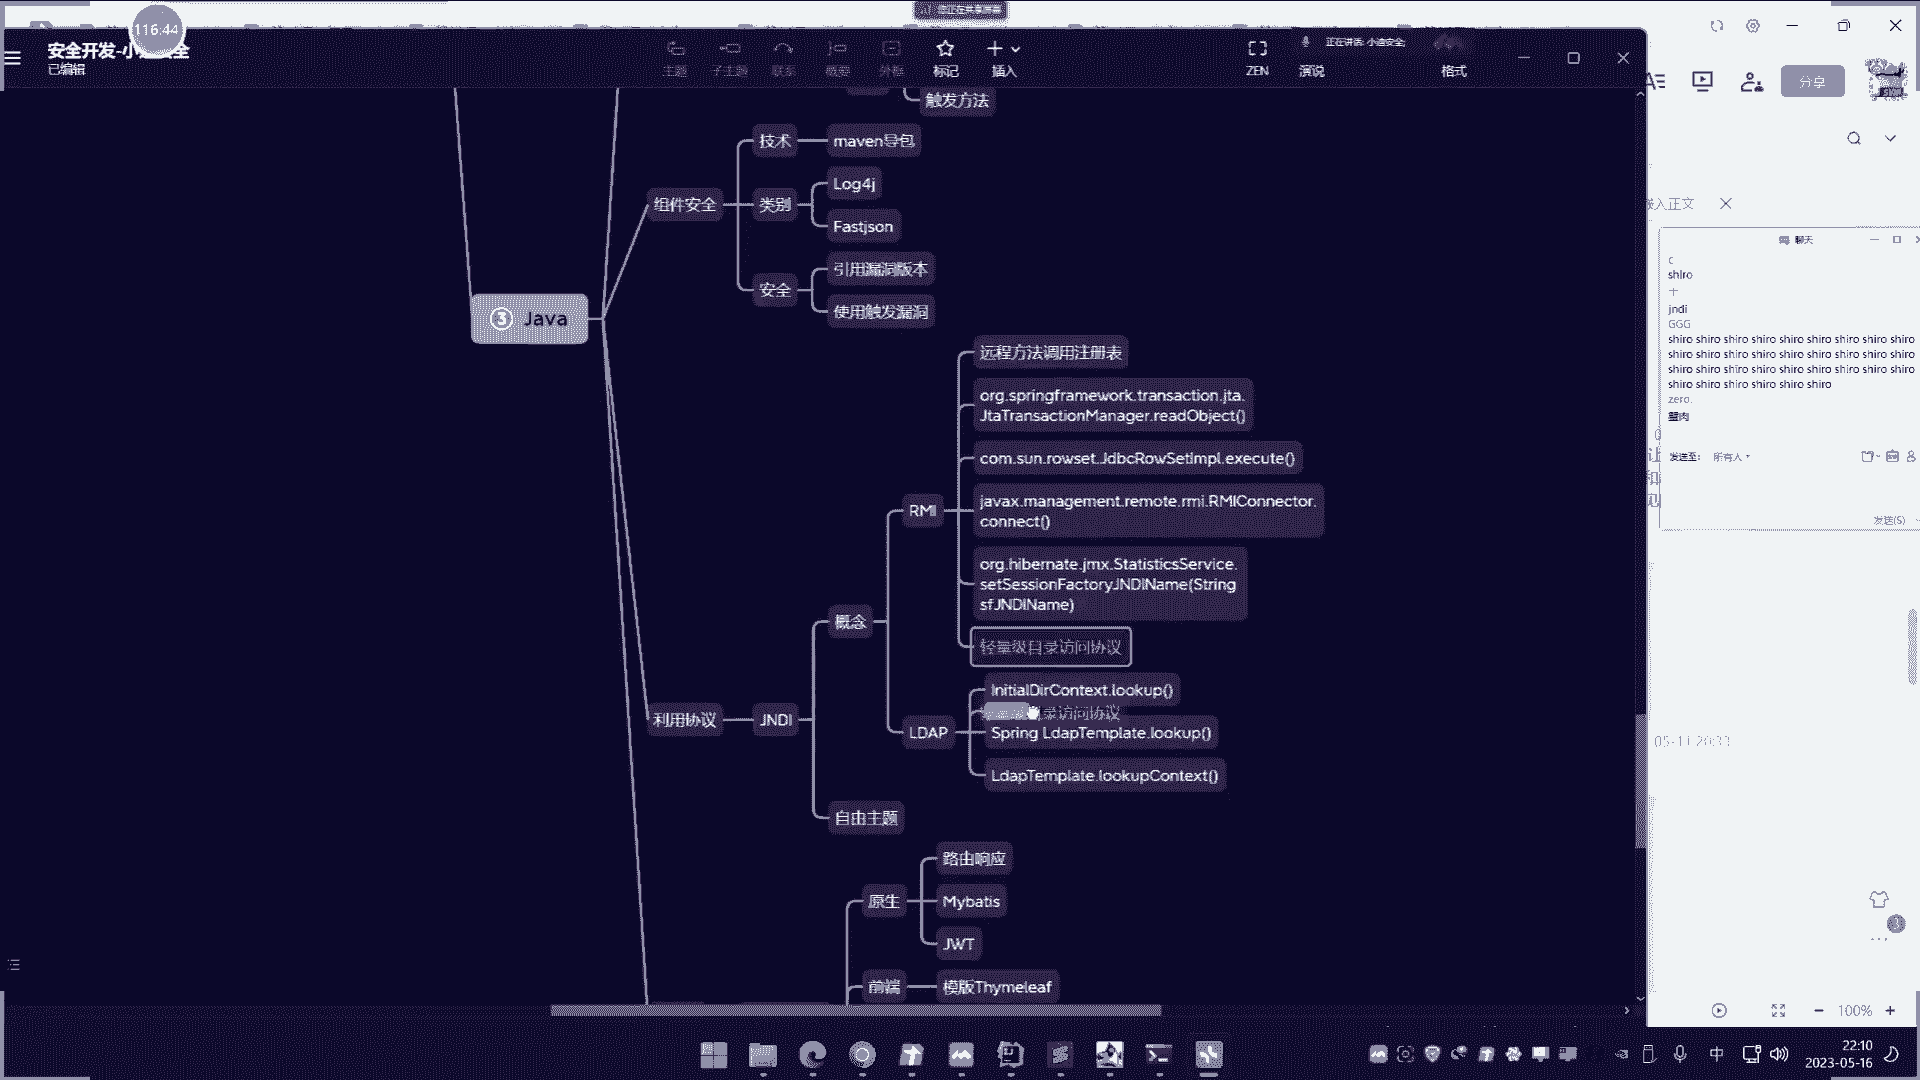 116:44
安全开发-小
安全
已编辑
主题
子主题
联系
概要
外框
标记
插入
ZEN
演说
正在讲话: 小迪安全;
格式
分享
触发方法
技术
maven导包
组件安全
类别
Log4j
Fastjson
安全
引用漏洞版本
使用触发漏洞
③ Java
远程方法调用注册表
org.springframework.transaction.jta.
JtaTransactionManager.readObject()
com.sun.rowset.JdbcRowSetImpl.execute()
RMI
javax.management.remote.rmi.RMIConnector.
connect()
org.hibernate.jmx.StatisticsService.
setSessionFactoryJNDIName(String
sfJNDIName)
概念
轻量级目录访问协议
利用协议
JNDI
LDAP
InitialDirContext.lookup()
录访问协议
Spring LdapTemplate.lookup()
LdapTemplate.lookupContext()
自由主题
路由响应
原生
Mybatis
JWT
前端
模版Thymeleaf
入正文
聊天
shiro
jndi
GGG
shiro shiro shiro shiro shiro shiro shiro shiro shiro
shiro shiro shiro shiro shiro shiro shiro shiro shiro
shiro shiro shiro shiro shiro shiro shiro shiro shiro
shiro shiro shiro shiro shiro shiro
zero.
蟹肉
发送至:
所有人
发送(S)
05-11 20:33
100%
中
22:10
2023-05-16